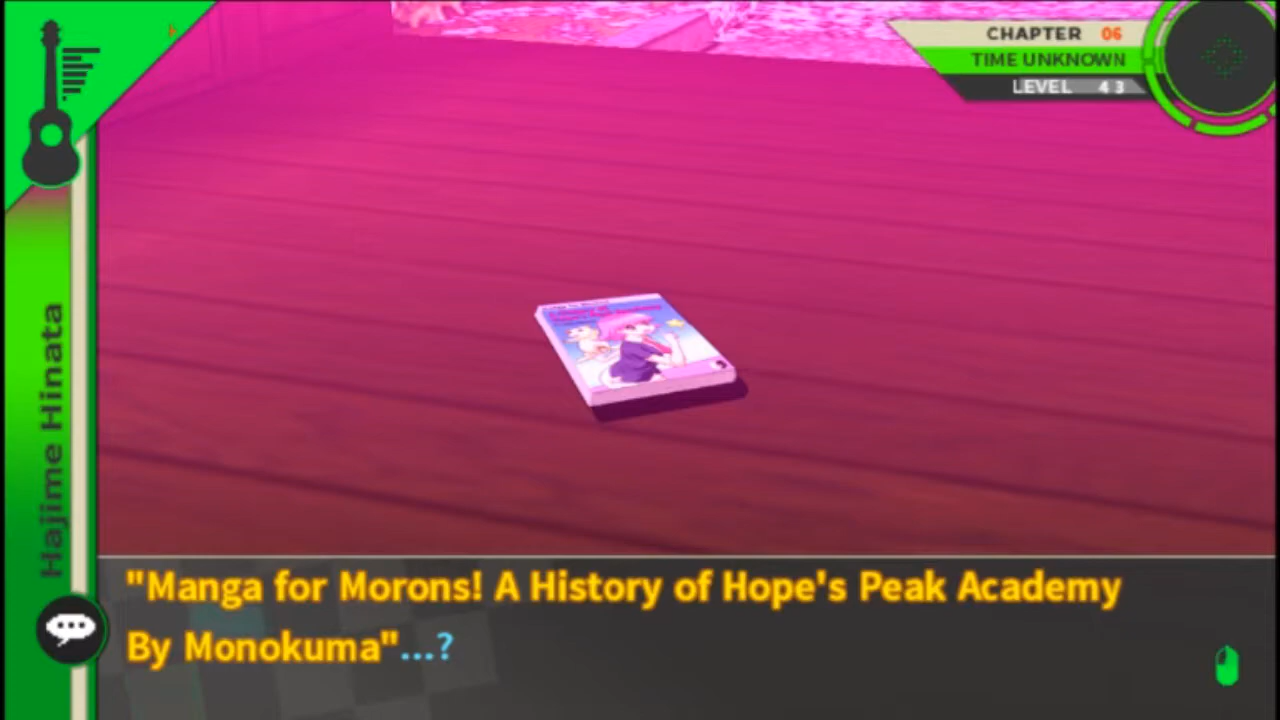 CHAPTER 06
TIME UNKNOWN
LEVEL 43
Hajime Hinata
"Manga for Morons! A History of Hope's Peak Academy
By Monokuma"...?